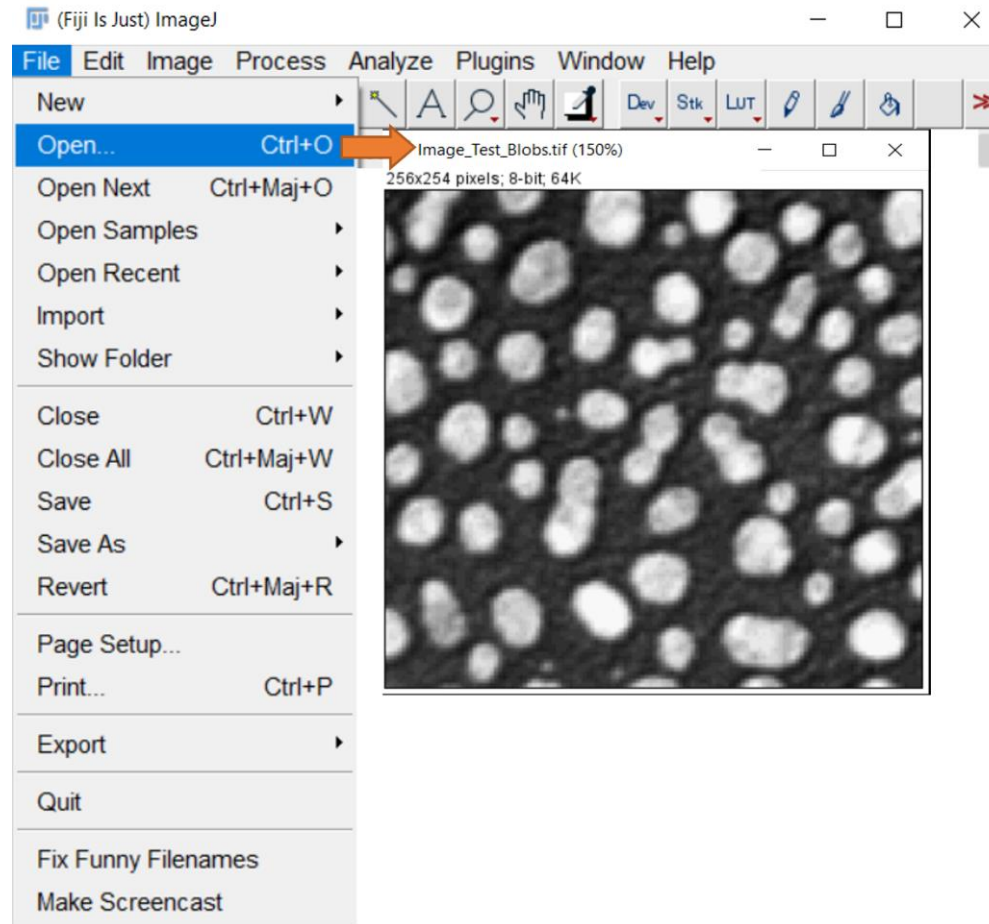 (Fiji Is Just) ImageJ
File Edit Image Process Analyze Plugins Window Help
Dev Stk LUT
New
Open... Ctrl+O
Open Next Ctrl+Maj+O
Open Samples
Open Recent
Import
Show Folder
Close Ctrl+W
Close All Ctrl+Maj+W
Save Ctrl+S
Save As
Revert Ctrl+Maj+R
Page Setup...
Print... Ctrl+P
Export
Quit
Fix Funny Filenames
Make Screencast
Image_Test_Blobs.tif (150%)
256x254 pixels; 8-bit; 64K